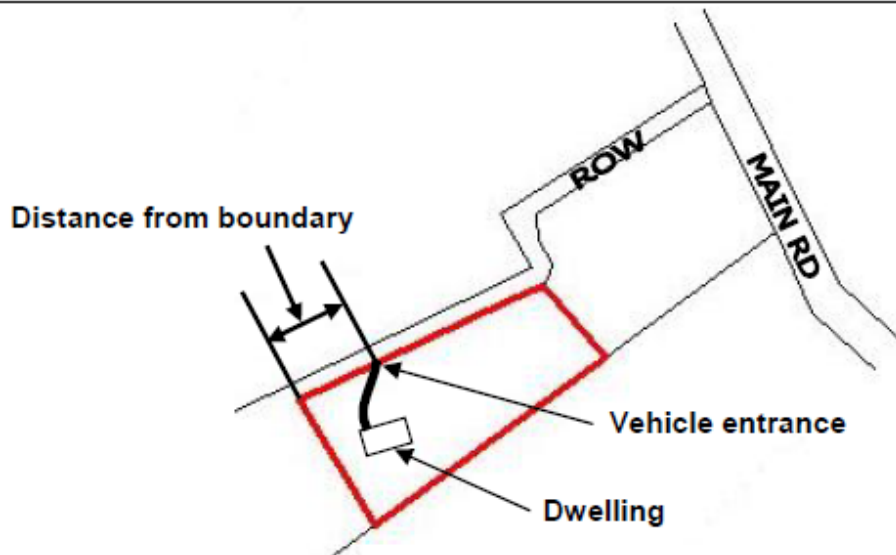 ROW
MAIN RD
Distance from boundary
Vehicle entrance
Dwelling